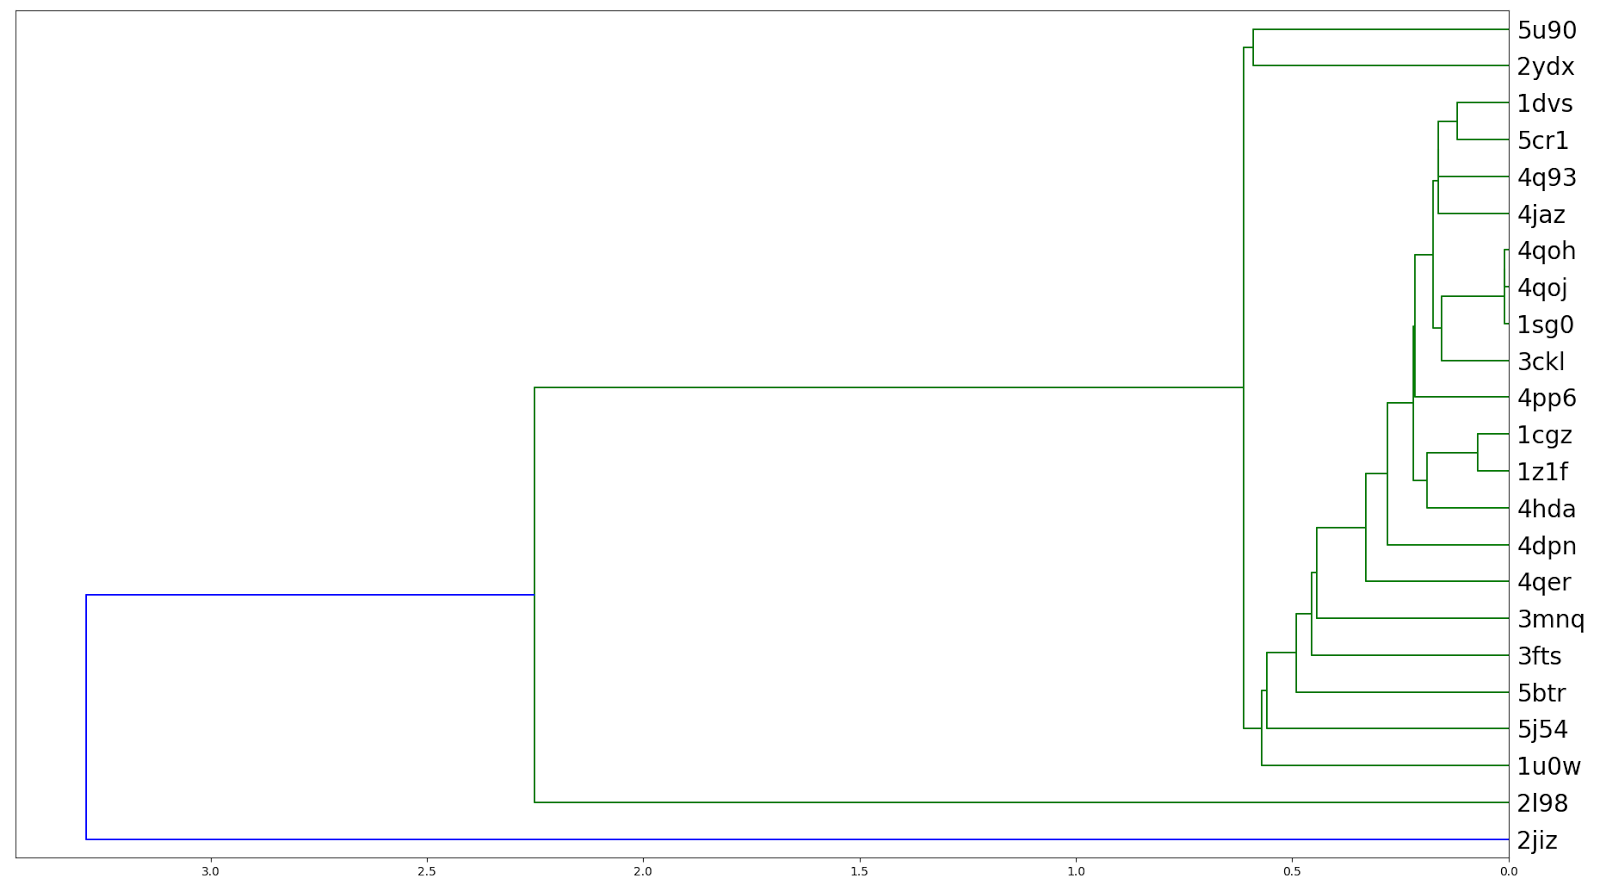 5u90
2ydx
1dvs
5cr1
4q93
4jaz
4qoh
4qoj
1sg0
3ckl
4pp6
1cgz
1z1f
4hda
4dpn
4qer
3mnq
3fts
5btr
5j54
1u0w
2l98
2jiz
3.0 2.5 2.0 1.5 1.0 0.5 0.0